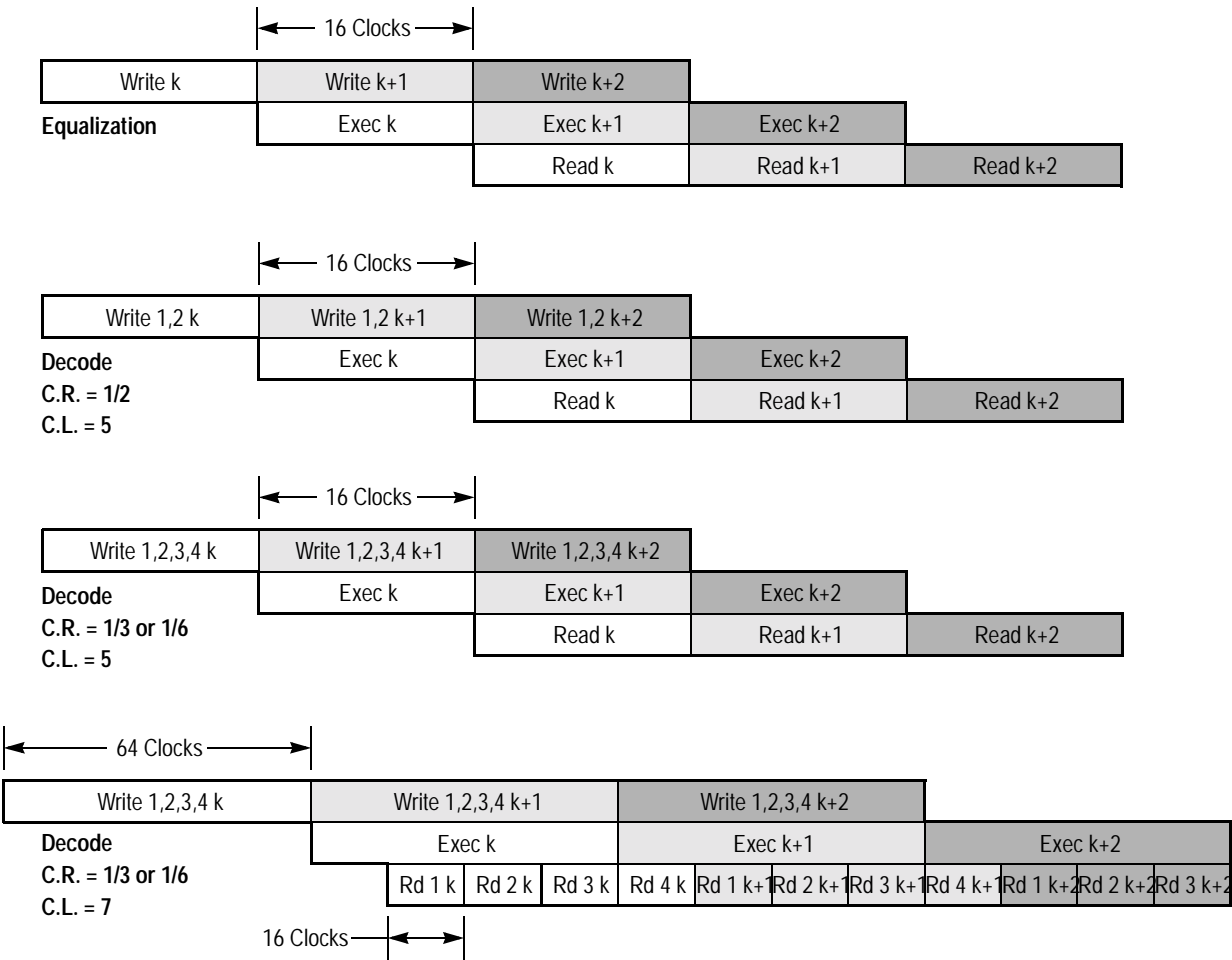 16 Clocks
Write k Write k+1 Write k+2
Equalization Exec k Exec k+1 Exec k+2
Read k Read k+1 Read k+2
16 Clocks
Write 1,2 k Write 1,2 k+1 Write 1,2 k+2
Decode Exec k Exec k+1 Exec k+2
C.R. = 1/2 Read k Read k+1 Read k+2
C.L. = 5
16 Clocks
Write 1,2,3,4 k Write 1,2,3,4 k+1 Write 1,2,3,4 k+2
Decode Exec k Exec k+1 Exec k+2
C.R. = 1/3 or 1/6 Read k Read k+1 Read k+2
C.L. = 5
64 Clocks
Write 1,2,3,4 k Write 1,2,3,4 k+1 Write 1,2,3,4 k+2
Decode Exec k Exec k+1 Exec k+2
C.R. = 1/3 or 1/6 Rd 1 k Rd 2 k Rd 3 k Rd 4 k Rd 1 k+1 Rd 2 k+1 Rd 3 k+1 Rd 4 k+1 Rd 1 k+2 Rd 2 k+2 Rd 3 k+2
C.L. = 7
16 Clocks